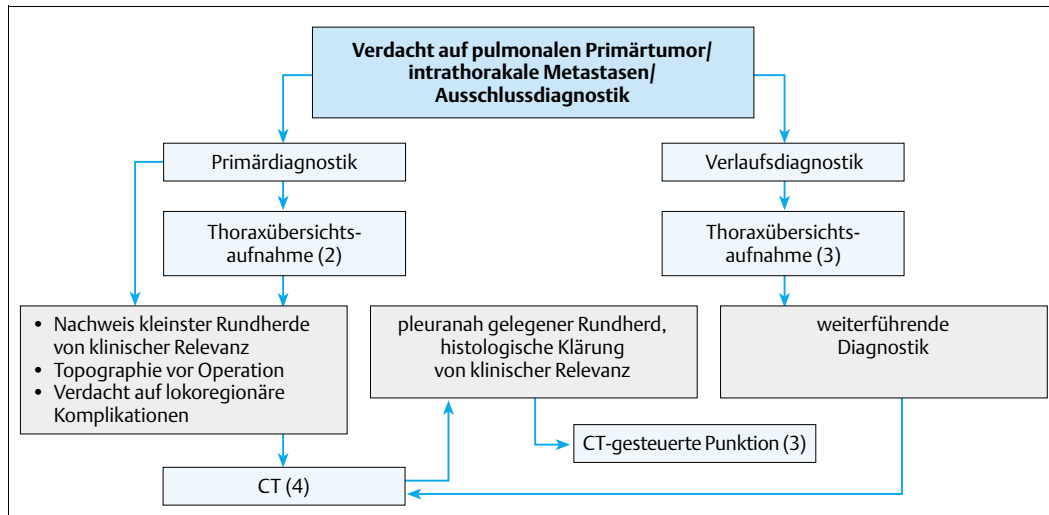 Verdacht auf pulmonalen Primärtumor/
intrathorakale Metastasen/
Ausschlussdiagnostik
Primärdiagnostik
Verlaufsdiagnostik
Thoraxübersichts-
aufnahme (2)
Thoraxübersichts-
aufnahme (3)
• Nachweis kleinster Rundherde
von klinischer Relevanz
• Topographie vor Operation
• Verdacht auf lokoregionäre
Komplikationen
pleuranah gelegener Rundherd,
histologische Klärung
von klinischer Relevanz
weiterführende
Diagnostik
CT-gesteuerte Punktion (3)
CT (4)